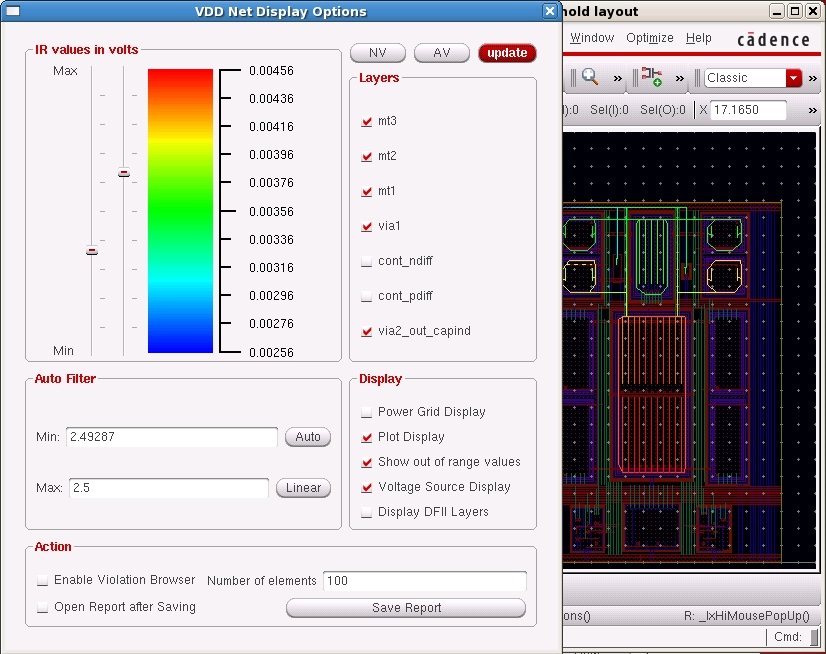 VDD Net Display Options
hold layout
IR values in volts
Max
Min
0.00456
0.00436
0.00416
0.00396
0.00376
0.00356
0.00336
0.00316
0.00296
0.00276
0.00256
NV AV update
Layers
mt3
mt2
mt1
via1
cont_ndiff
cont_pdiff
via2_out_capind
Auto Filter
Min: 2.49287 Auto
Max: 2.5 Linear
Display
Power Grid Display
Plot Display
Show out of range values
Voltage Source Display
Display DFII Layers
Action
Enable Violation Browser Number of elements 100
Open Report after Saving Save Report
Window Optimize Help cādence
» » Classic »
):0 Sel(I):0 Sel(O):0 X 17.1650 »
ons() R: _lxHiMousePopUp()
Cmd: